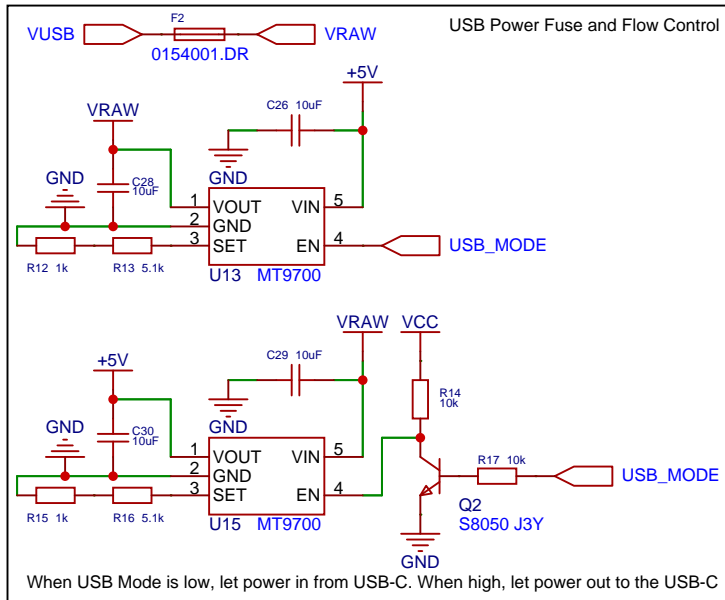 USB Power Fuse and Flow Control
F2
VUSB
VRAW
0154001.DR
+5V
C26 10uF
VRAW
GND
C28
10uF
GND
1 VOUT VIN 5
2 GND
3 SET EN 4
USB_MODE
R12 1k
R13 5.1k
U13 MT9700
VRAW
VCC
+5V
C29 10uF
R14
10k
GND
C30
10uF
GND
1 VOUT VIN 5
2 GND
3 SET EN 4
R17 10k
USB_MODE
R15 1k
R16 5.1k
U15 MT9700
Q2
S8050 J3Y
GND
When USB Mode is low, let power in from USB-C. When high, let power out to the USB-C